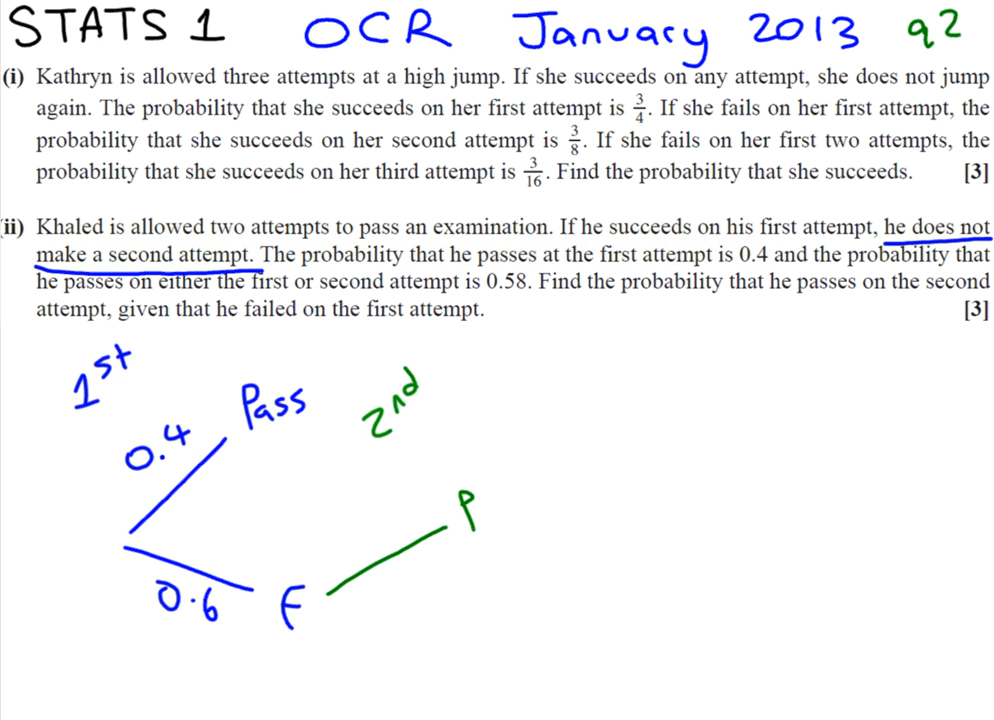 STATS 1 OCR January 2013 q2
(i) Kathryn is allowed three attempts at a high jump. If she succeeds on any attempt, she does not jump
again. The probability that she succeeds on her first attempt is 3/4. If she fails on her first attempt, the
probability that she succeeds on her second attempt is 3/8. If she fails on her first two attempts, the
probability that she succeeds on her third attempt is 3/16. Find the probability that she succeeds. [3]
ii) Khaled is allowed two attempts to pass an examination. If he succeeds on his first attempt, he does not
make a second attempt. The probability that he passes at the first attempt is 0.4 and the probability that
he passes on either the first or second attempt is 0.58. Find the probability that he passes on the second
attempt, given that he failed on the first attempt. [3]
1st
2nd
Pass
0.4
P
0.6
F